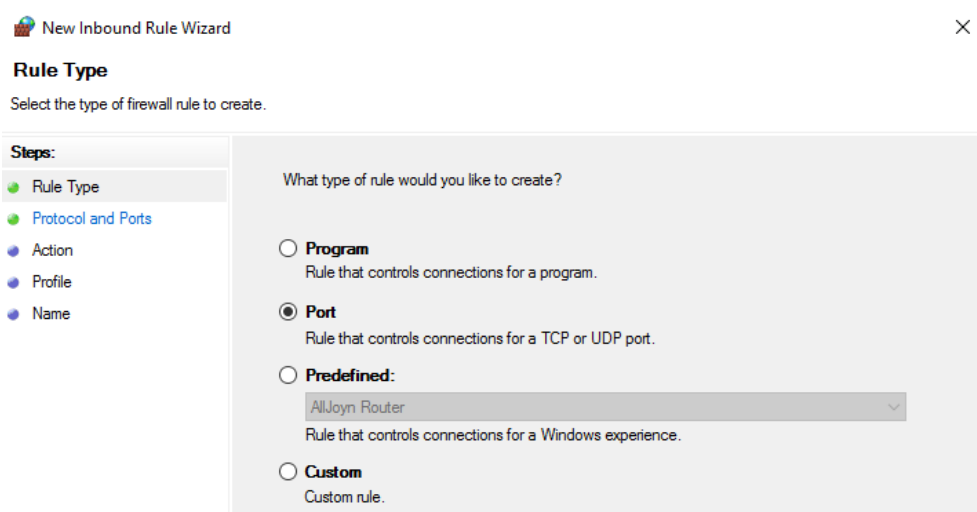 New Inbound Rule Wizard
Rule Type
Select the type of firewall rule to create.
Steps:
Rule Type
Protocol and Ports
Action
Profile
Name
What type of rule would you like to create?
Program
Rule that controls connections for a program.
Port
Rule that controls connections for a TCP or UDP port.
Predefined:
AllJoyn Router
Rule that controls connections for a Windows experience.
Custom
Custom rule.